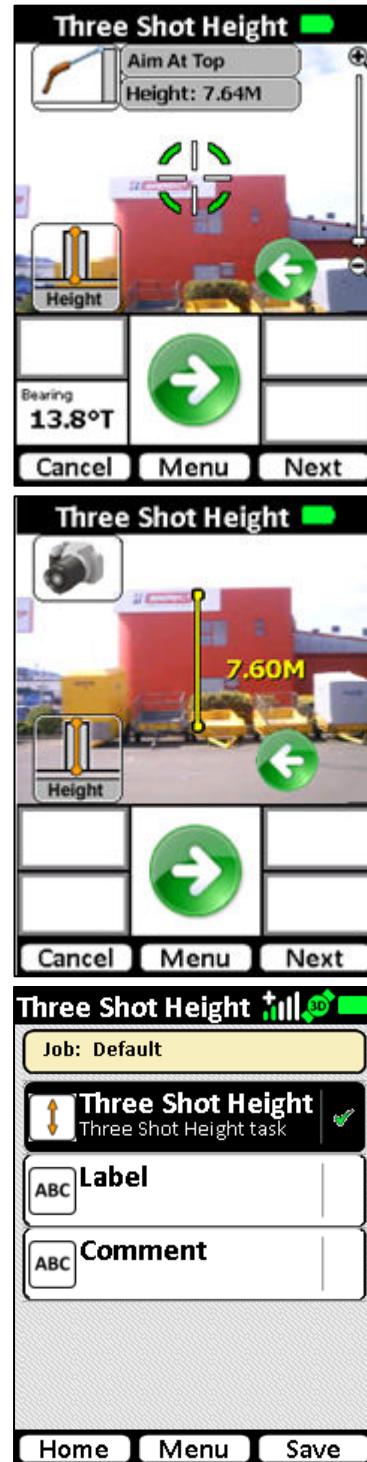 Three Shot Height
Aim At Top
Height: 7.64M
Height
Bearing
13.8°T
Cancel Menu Next
Three Shot Height
7.60M
Height
Cancel Menu Next
Three Shot Height 3D
Job: Default
Three Shot Height
Three Shot Height task
ABC Label
ABC Comment
Home Menu Save